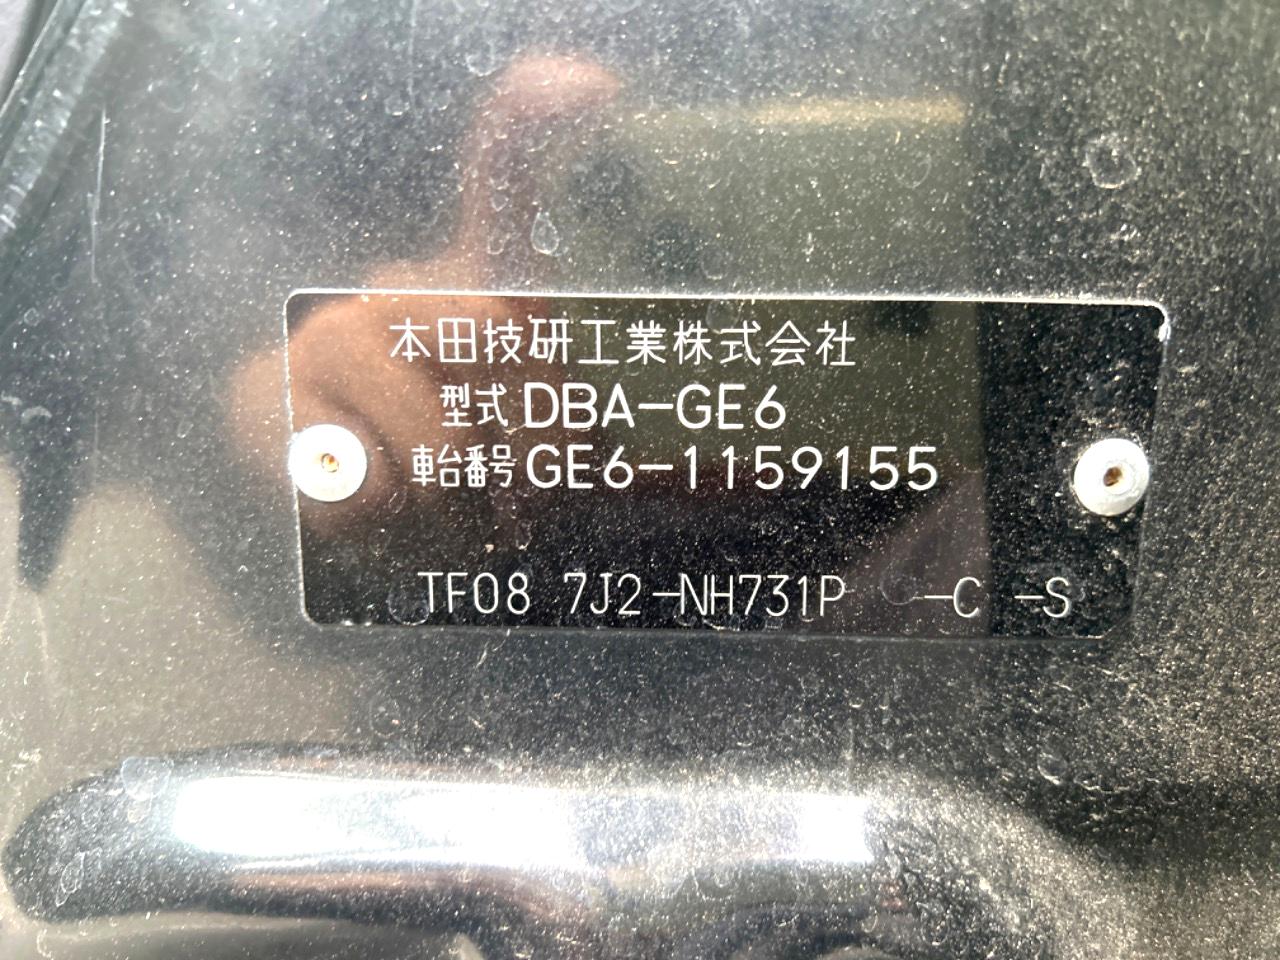 本田技研工業株式会社
型式 DBA-GE6
車台番号 GE6-1159155
TF08 7J2-NH731P -C -S